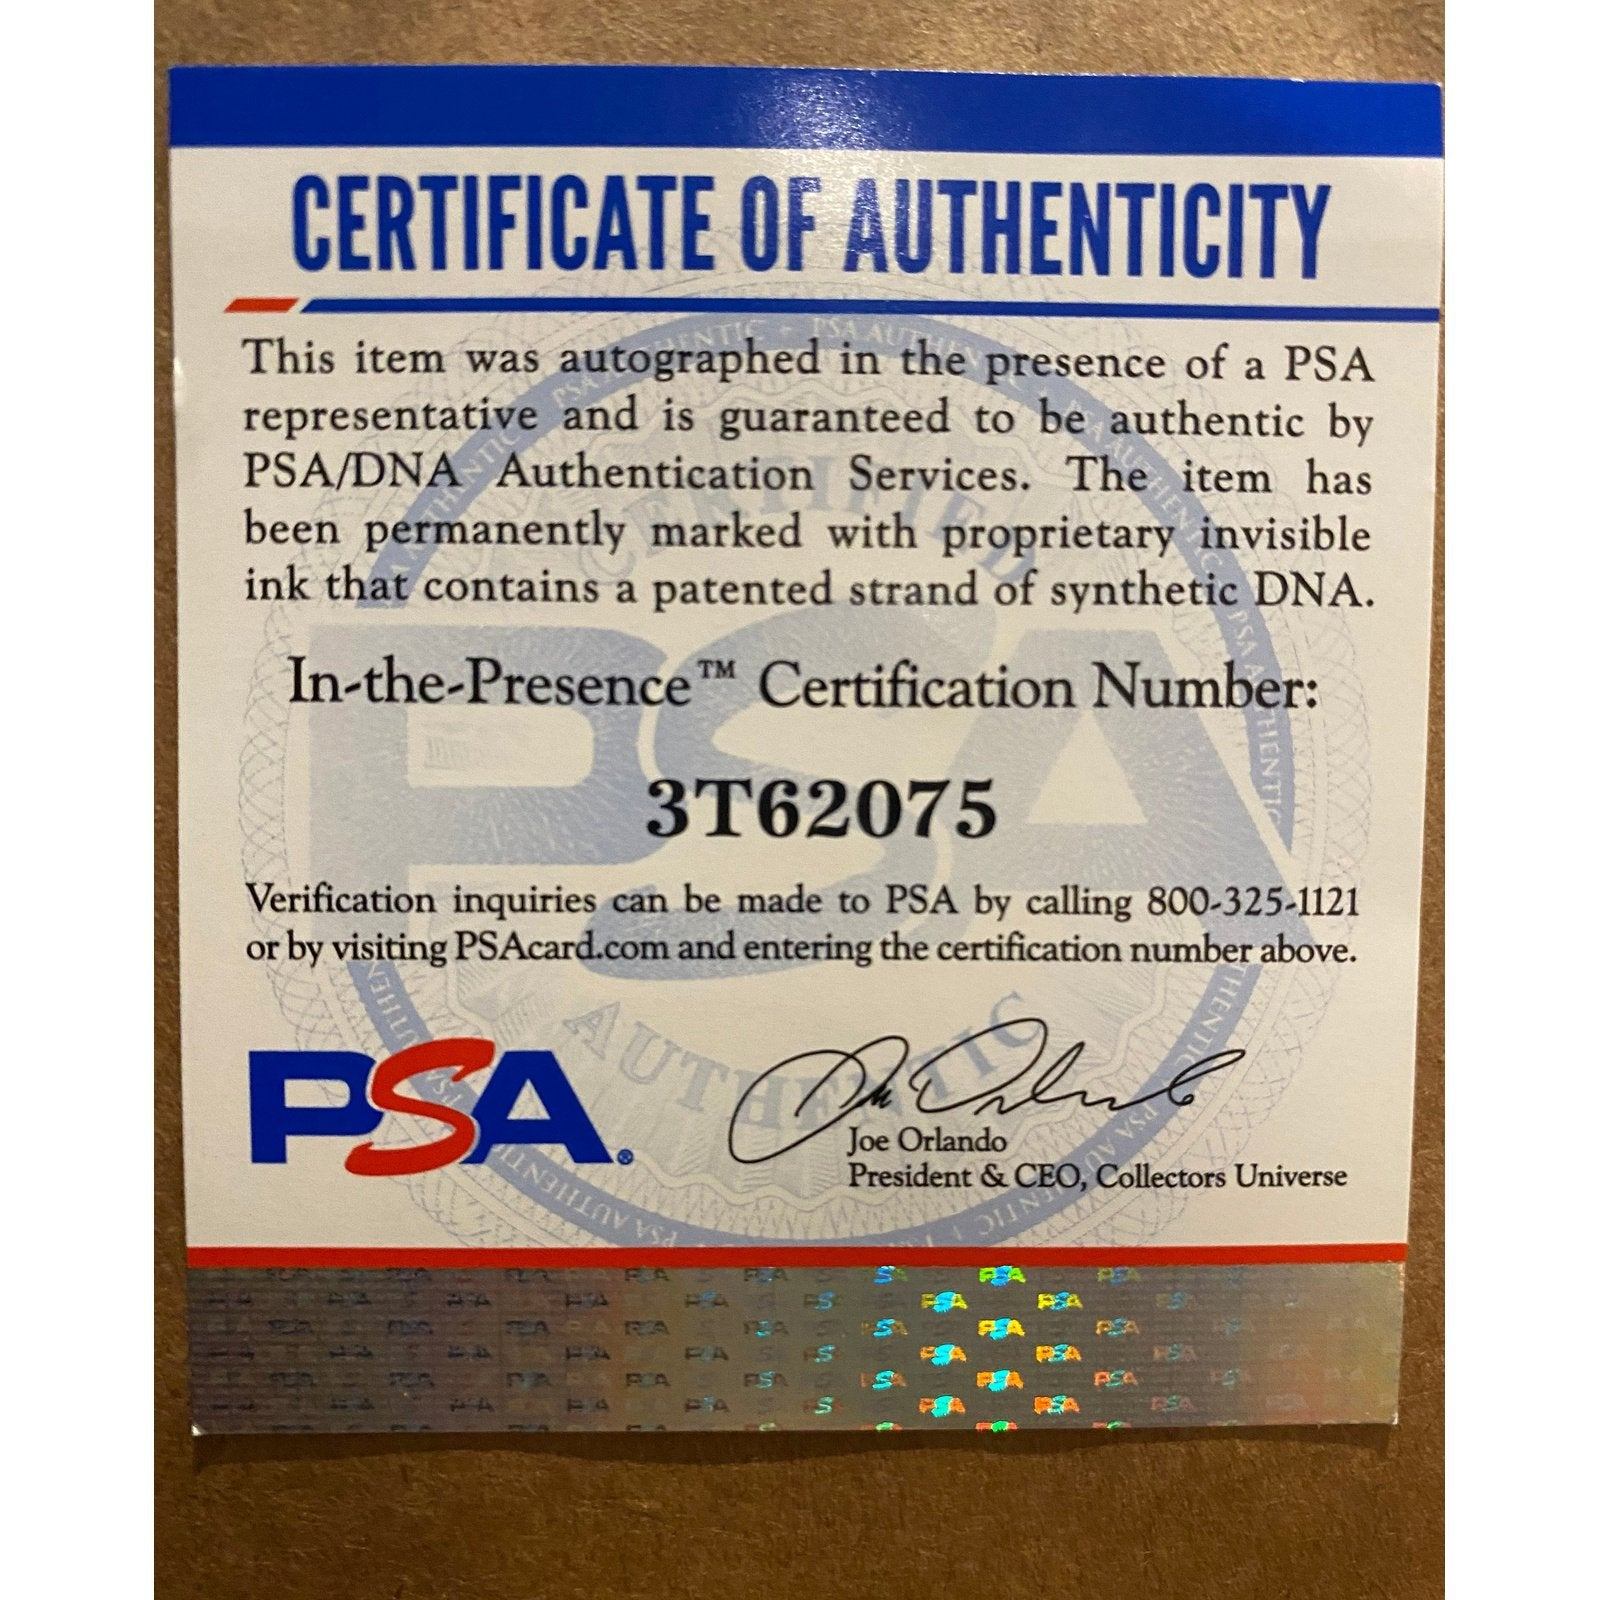 CERTIFICATE OF AUTHENTICITY
This item was autographed in the presence of a PSA
representative and is guaranteed to be authentic by
PSA/DNA Authentication Services. The item has
been permanently marked with proprietary invisible
ink that contains a patented strand of synthetic DNA.
In-the-Presence™ Certification Number:
3T62075
Verification inquiries can be made to PSA by calling 800-325-1121
or by visiting PSAcard.com and entering the certification number above.
CERTIFIED
PSA
AUTHENTIC
PSA®
Joe Orlando
President & CEO, Collectors Universe